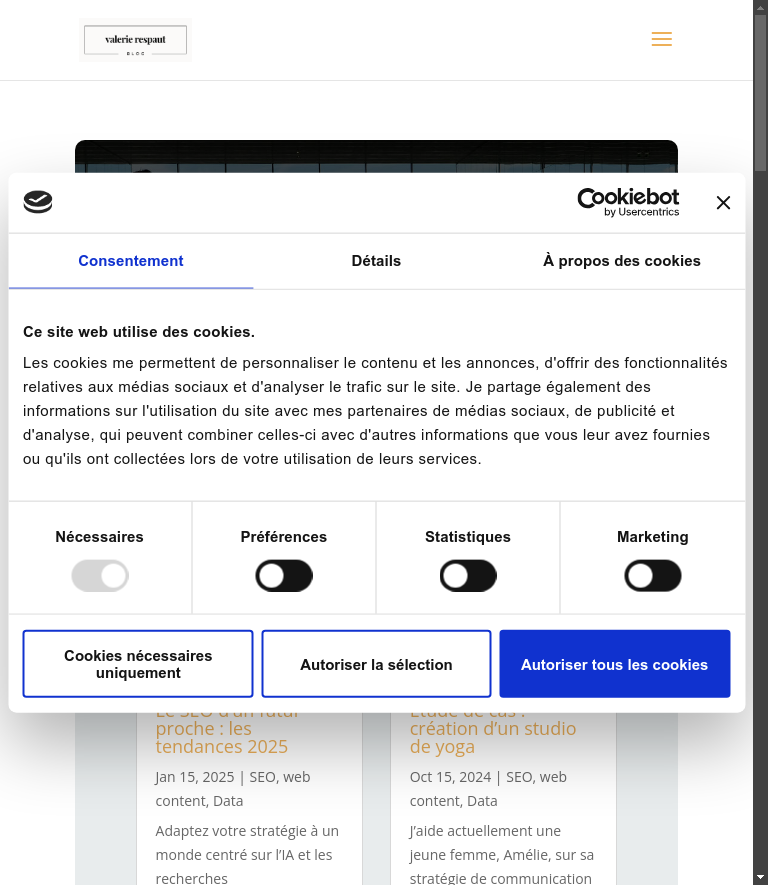 valerie respaut
BLOG
Cookiebot
by Usercentrics
Consentement
Détails
À propos des cookies
Ce site web utilise des cookies.
Les cookies me permettent de personnaliser le contenu et les annonces, d'offrir des fonctionnalités
relatives aux médias sociaux et d'analyser le trafic sur le site. Je partage également des
informations sur l'utilisation du site avec mes partenaires de médias sociaux, de publicité et
d'analyse, qui peuvent combiner celles-ci avec d'autres informations que vous leur avez fournies
ou qu'ils ont collectées lors de votre utilisation de leurs services.
Nécessaires
Préférences
Statistiques
Marketing
Cookies nécessaires
uniquement
Autoriser la sélection
Autoriser tous les cookies
Le SEO d'un futur
proche : les
tendances 2025
Jan 15, 2025 | SEO, web
content, Data
Adaptez votre stratégie à un
monde centré sur l’IA et les
recherches
Etude de cas :
création d’un studio
de yoga
Oct 15, 2024 | SEO, web
content, Data
J’aide actuellement une
jeune femme, Amélie, sur sa
stratégie de communication